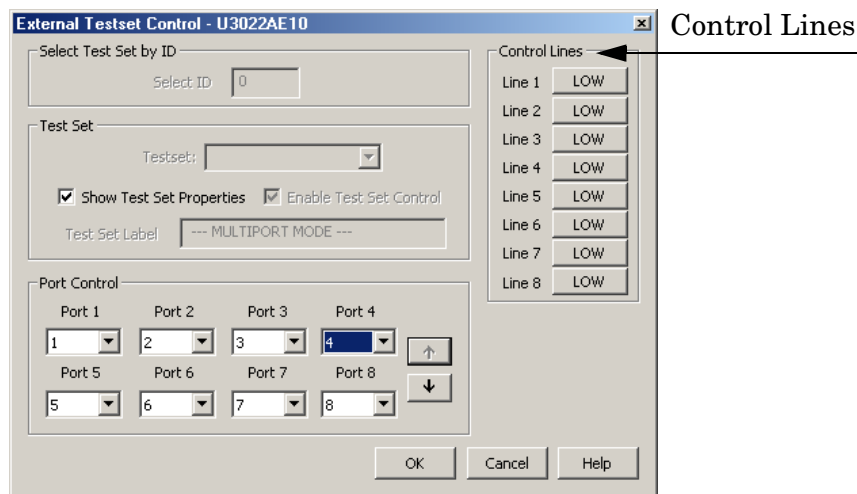 External Testset Control - U3022AE10
Control Lines
Select Test Set by ID
Select ID 0
Test Set
Testset:
Show Test Set Properties Enable Test Set Control
Test Set Label --- MULTIPORT MODE ---
Control Lines
Line 1 LOW
Line 2 LOW
Line 3 LOW
Line 4 LOW
Line 5 LOW
Line 6 LOW
Line 7 LOW
Line 8 LOW
Port Control
Port 1 Port 2 Port 3 Port 4
1 2 3 4
Port 5 Port 6 Port 7 Port 8
5 6 7 8
OK Cancel Help